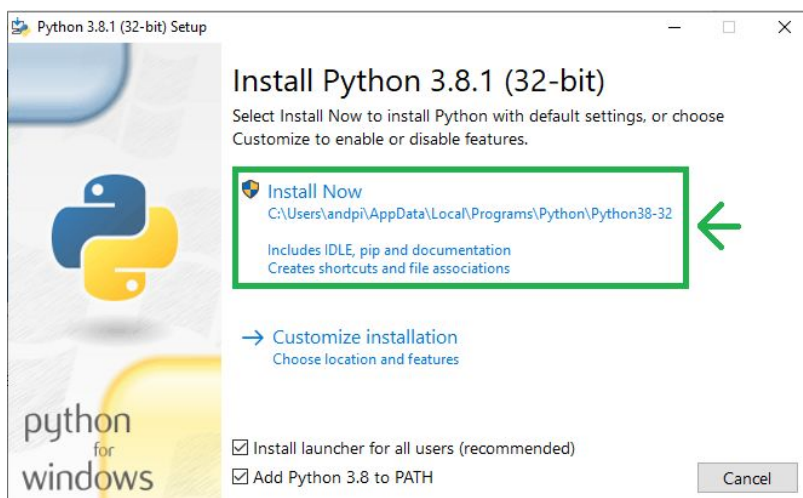 Python 3.8.1 (32-bit) Setup
Install Python 3.8.1 (32-bit)
Select Install Now to install Python with default settings, or choose
Customize to enable or disable features.
Install Now
C:\Users\andpi\AppData\Local\Programs\Python\Python38-32
Includes IDLE, pip and documentation
Creates shortcuts and file associations
Customize installation
Choose location and features
python
for
windows
Install launcher for all users (recommended)
Add Python 3.8 to PATH
Cancel